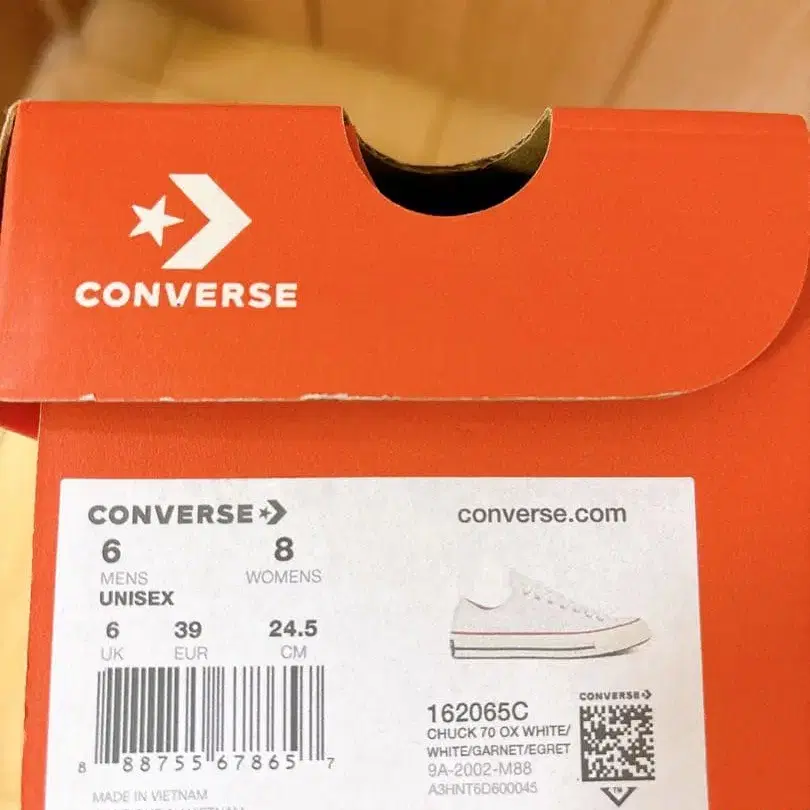 CONVERSE
CONVERSE
converse.com
6 8
MENS WOMENS
UNISEX
6 39 24.5
UK EUR CM
8 88755 67865 7
162065C
CHUCK 70 OX WHITE/
WHITE/GARNET/EGRET
9A-2002-M88
A3HNT6D600045
CONVERSE
TM
MADE IN VIETNAM